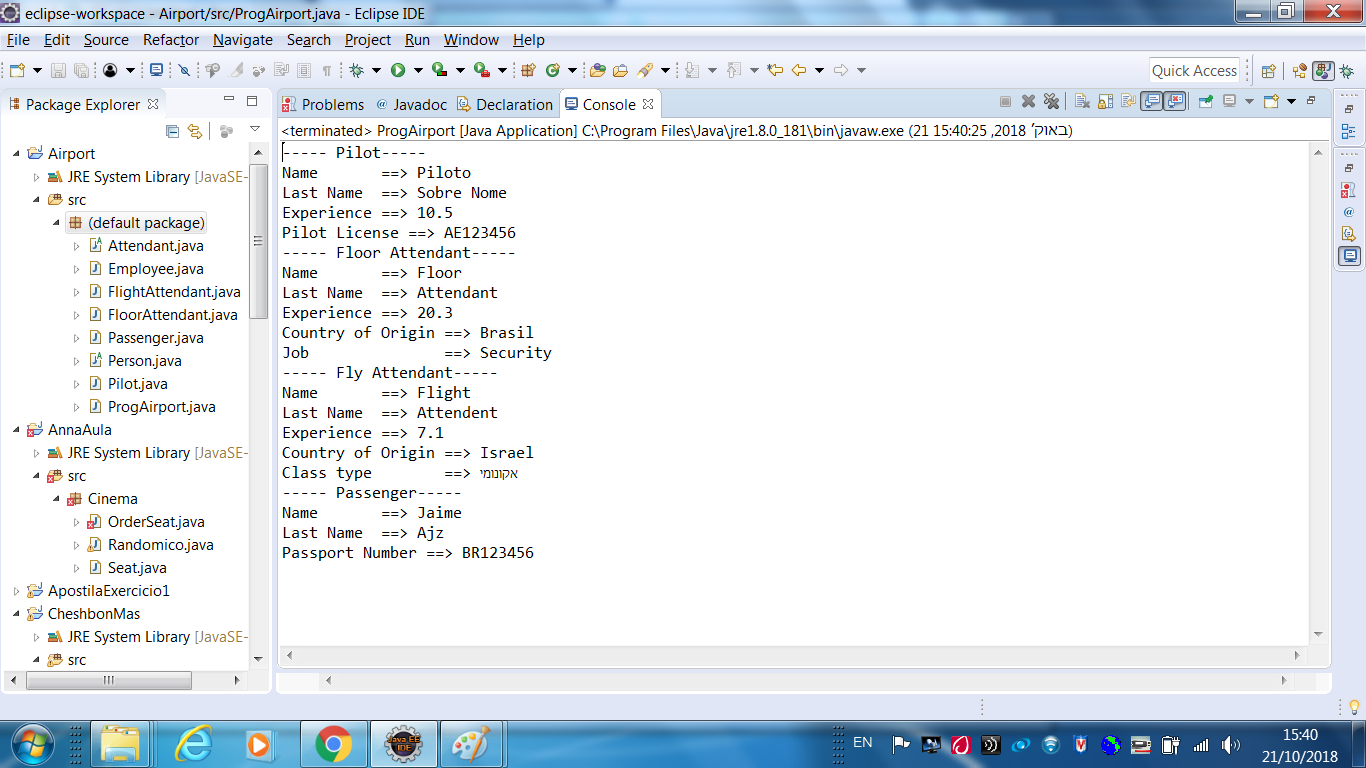 eclipse-workspace - Airport/src/ProgAirport.java - Eclipse IDE
File Edit Source Refactor Navigate Search Project Run Window Help
Quick Access
Package Explorer
Airport
JRE System Library [JavaSE-
src
(default package)
Attendant.java
Employee.java
FlightAttendant.java
FloorAttendant.java
Passenger.java
Person.java
Pilot.java
ProgAirport.java
AnnaAula
JRE System Library [JavaSE-
src
Cinema
OrderSeat.java
Randomico.java
Seat.java
ApostilaExercicio1
CheshbonMas
JRE System Library [JavaSE-
src
Problems @ Javadoc Declaration Console
<terminated> ProgAirport [Java Application] C:\Program Files\Java\jre1.8.0_181\bin\javaw.exe (21 באוק׳ 2018, 15:40:25)
----- Pilot-----
Name       ==> Piloto
Last Name  ==> Sobre Nome
Experience ==> 10.5
Pilot License ==> AE123456
----- Floor Attendant-----
Name       ==> Floor
Last Name  ==> Attendant
Experience ==> 20.3
Country of Origin ==> Brasil
Job               ==> Security
----- Fly Attendant-----
Name       ==> Flight
Last Name  ==> Attendent
Experience ==> 7.1
Country of Origin ==> Israel
Class type        ==> אקונומי
----- Passenger-----
Name       ==> Jaime
Last Name  ==> Ajz
Passport Number ==> BR123456
Java EE
IDE
EN
15:40
21/10/2018